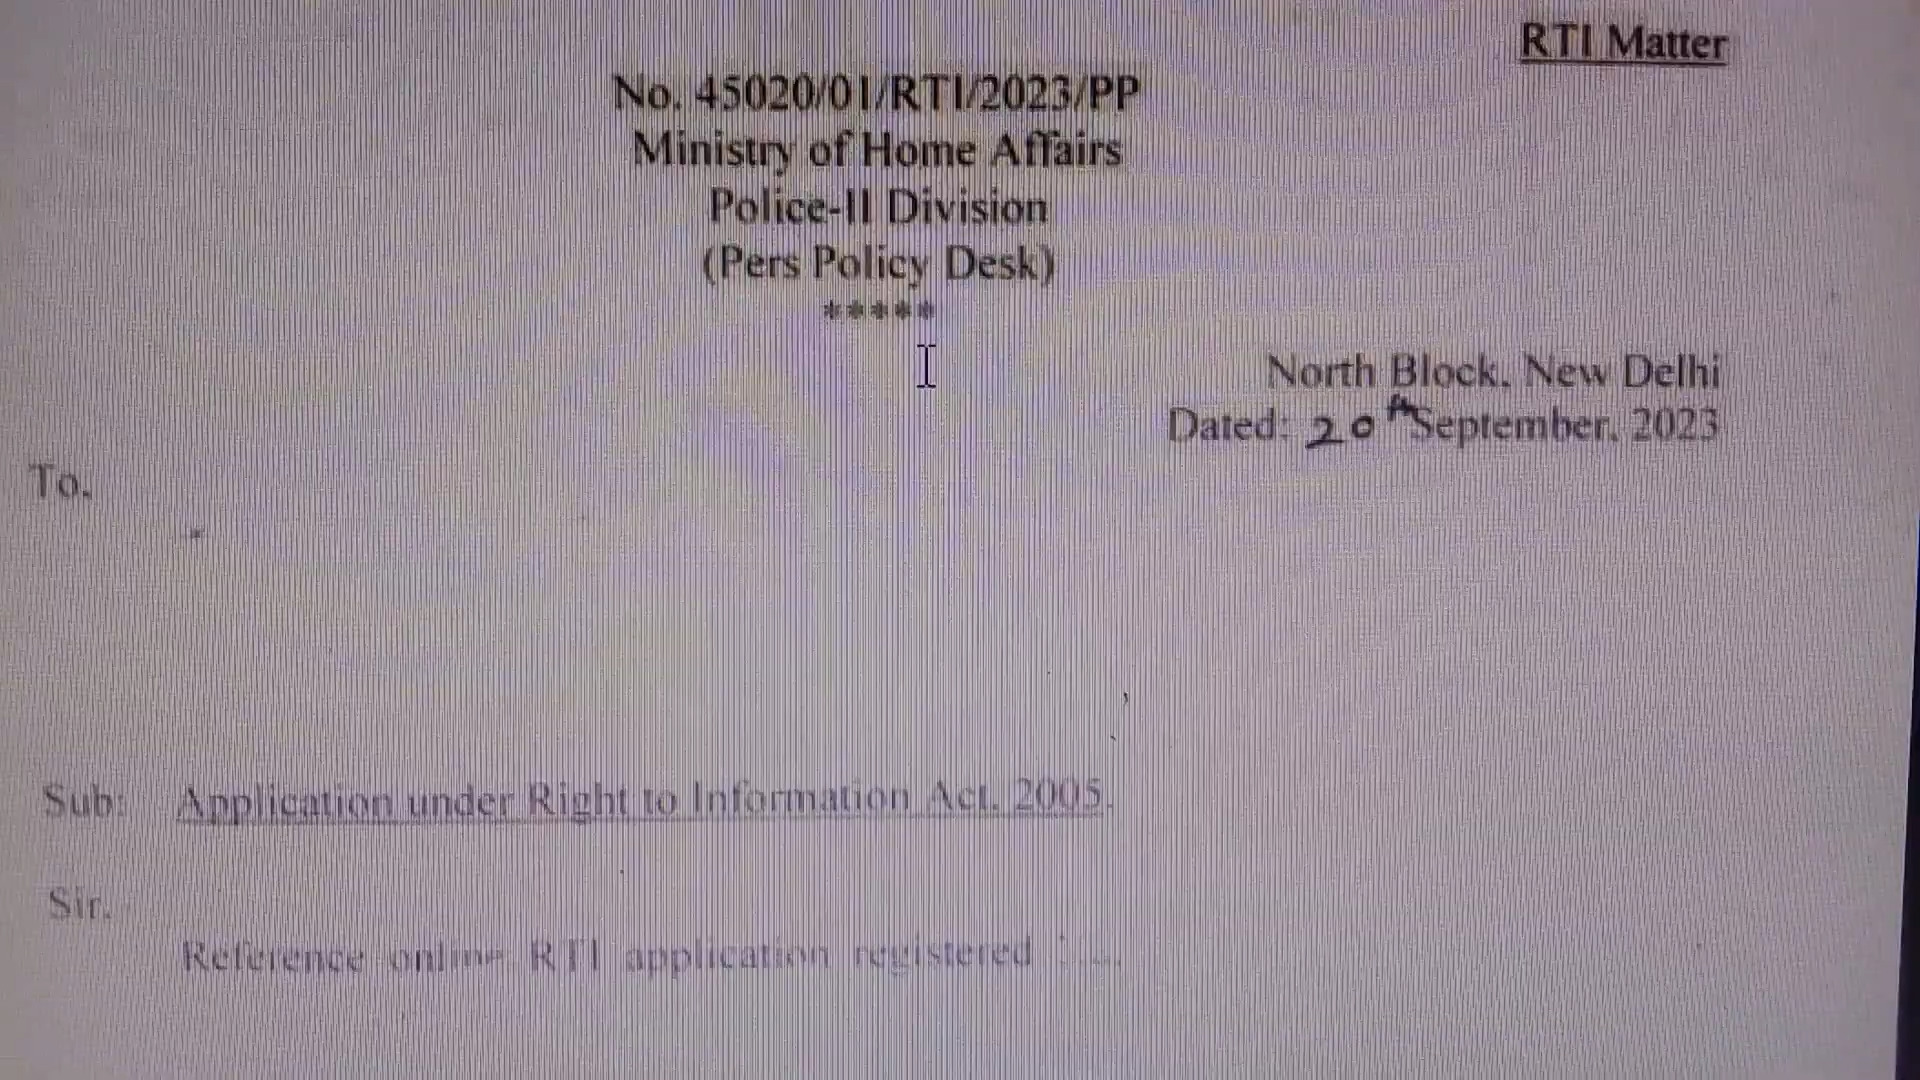 RTI Matter
No. 45020/01/RTI/2023/PP
Ministry of Home Affairs
Police-II Division
(Pers Policy Desk)
*****
North Block, New Delhi
Dated: 20th September, 2023
To,
Sub: Application under Right to Information Act, 2005.
Sir,
Reference online RTI application registered